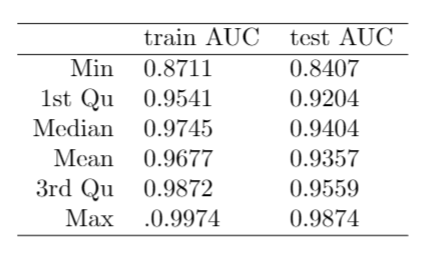 train AUC test AUC
Min 0.8711 0.8407
1st Qu 0.9541 0.9204
Median 0.9745 0.9404
Mean 0.9677 0.9357
3rd Qu 0.9872 0.9559
Max .0.9974 0.9874